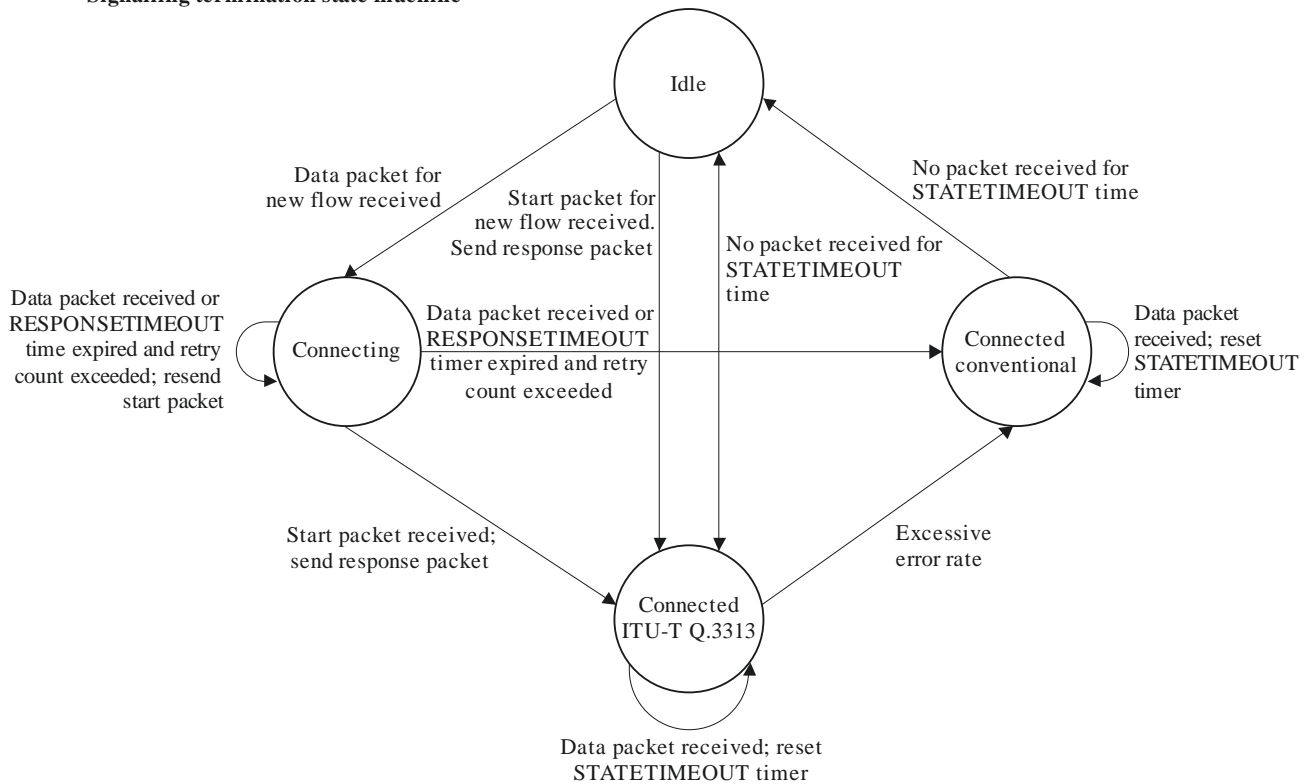 Signalling termination state machine
Idle
Data packet for
new flow received
Start packet for
new flow received.
Send response packet
No packet received for
STATETIMEOUT
time
No packet received for
STATETIMEOUT time
Data packet received or
RESPONSETIMEOUT
time expired and retry
count exceeded; resend
start packet
Connecting
Data packet received or
RESPONSETIMEOUT
timer expired and retry
count exceeded
Connected
conventional
Data packet
received; reset
STATETIMEOUT
timer
Start packet received;
send response packet
Excessive
error rate
Connected
ITU-T Q.3313
Data packet received; reset
STATETIMEOUT timer